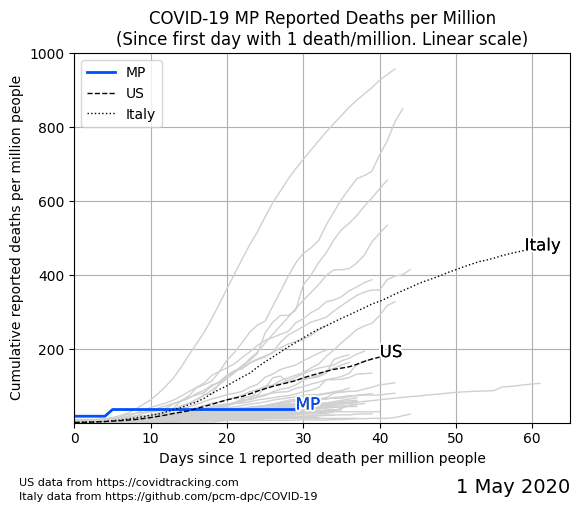 COVID-19 MP Reported Deaths per Million
(Since first day with 1 death/million. Linear scale)
Cumulative reported deaths per million people
1000
800
600
400
200
MP
US
Italy
Italy
US
MP
0
10
20
30
40
50
60
Days since 1 reported death per million people
US data from https://covidtracking.com
Italy data from https://github.com/pcm-dpc/COVID-19
1 May 2020